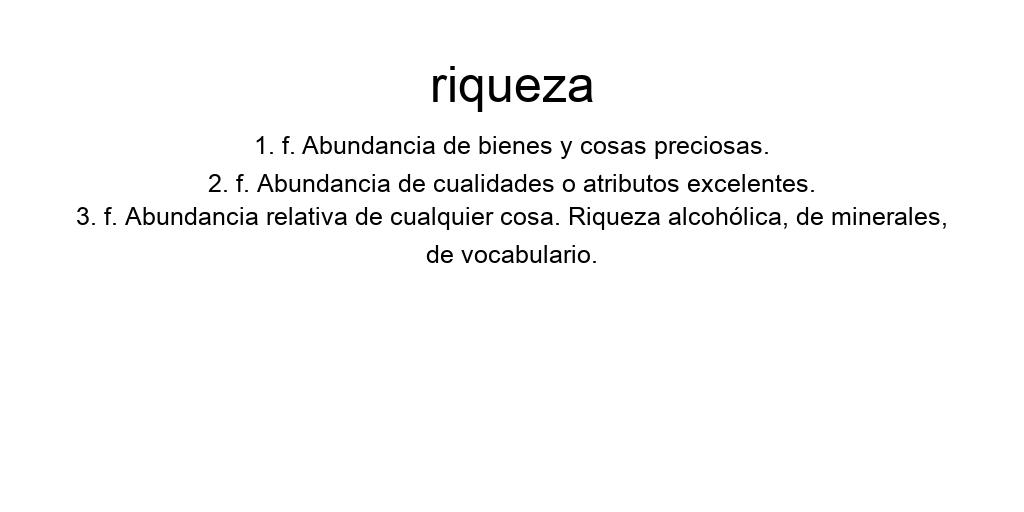 riqueza
1. f. Abundancia de bienes y cosas preciosas.
2. f. Abundancia de cualidades o atributos excelentes.
3. f. Abundancia relativa de cualquier cosa. Riqueza alcohólica, de minerales,
de vocabulario.